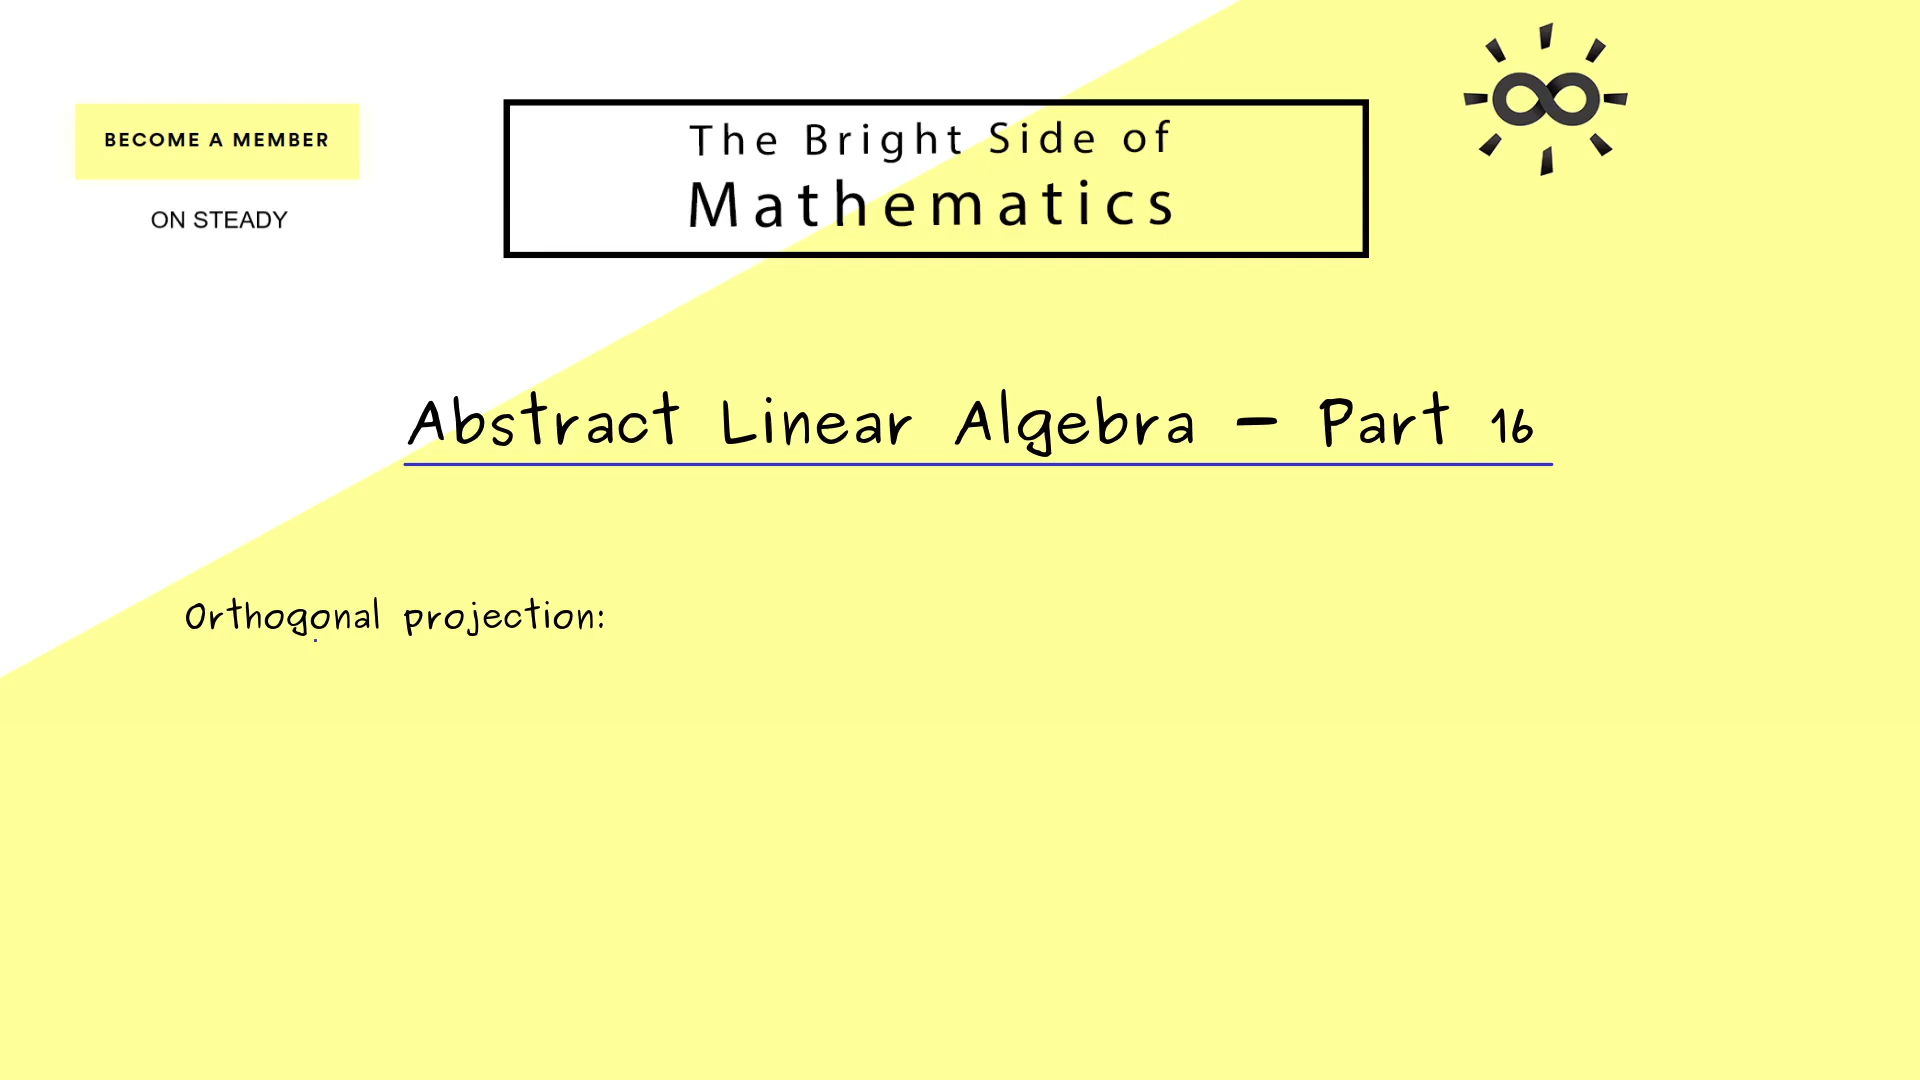 BECOME A MEMBER
ON STEADY
The Bright Side of
Mathematics
Abstract Linear Algebra – Part 16
Orthogonal projection: